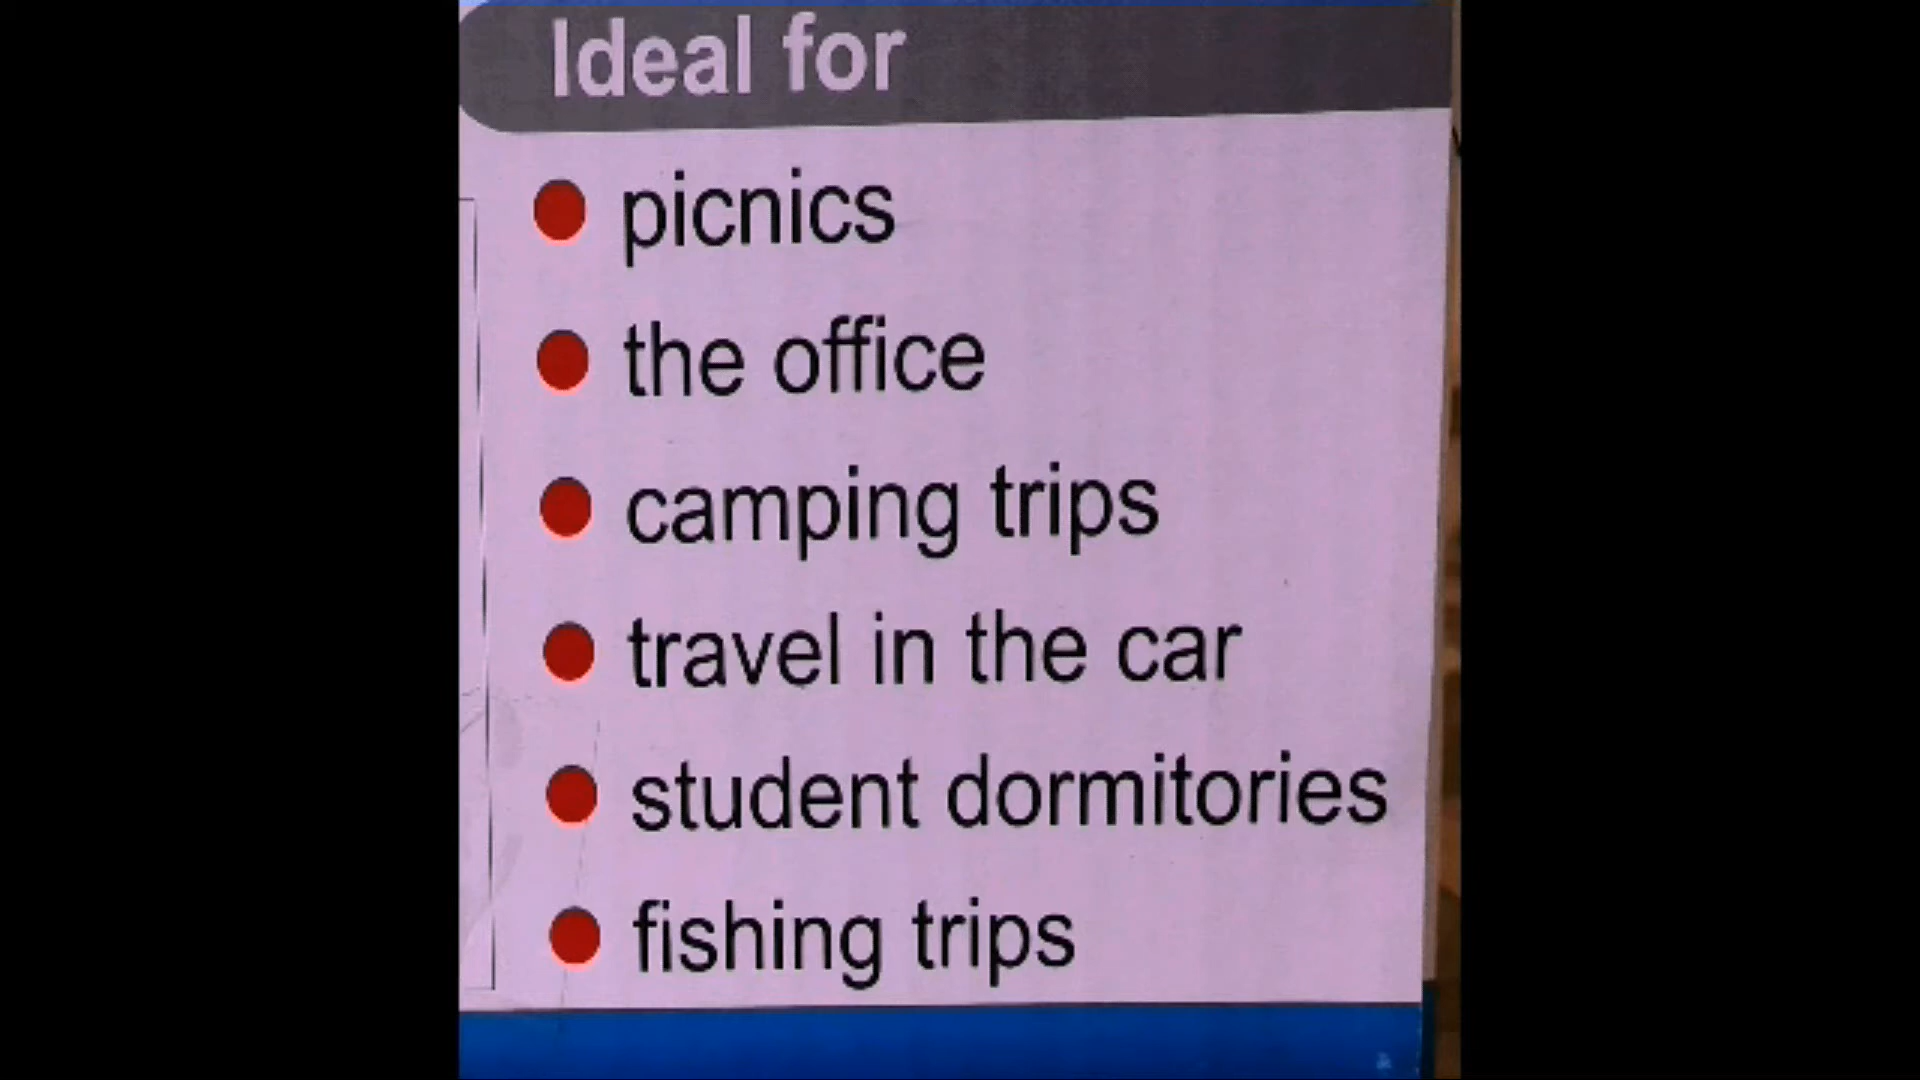 Ideal for
picnics
the office
camping trips
travel in the car
student dormitories
fishing trips